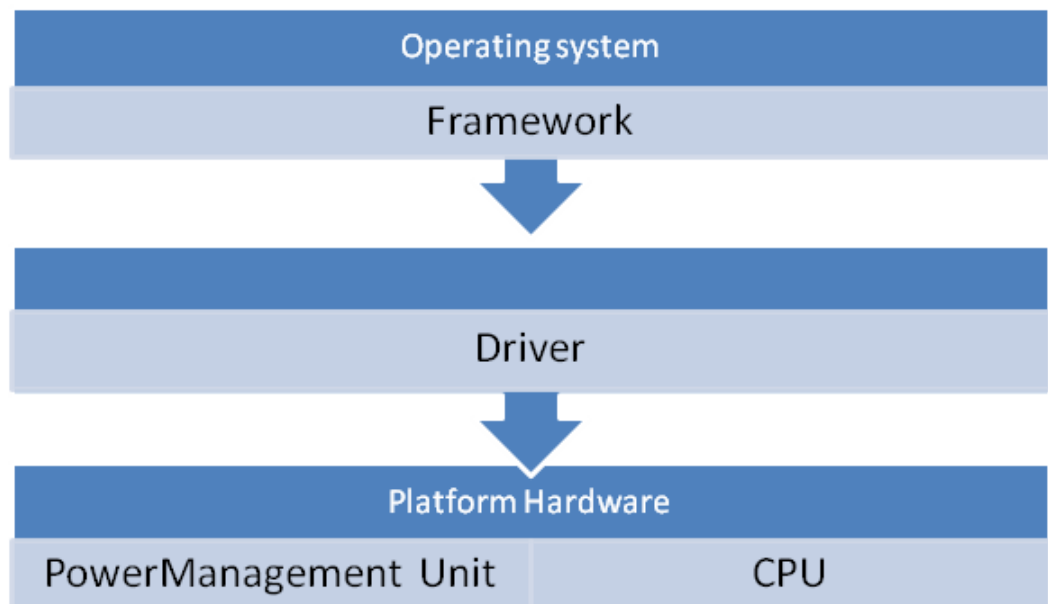 Operating system
Framework
Driver
Platform Hardware
PowerManagement Unit
CPU